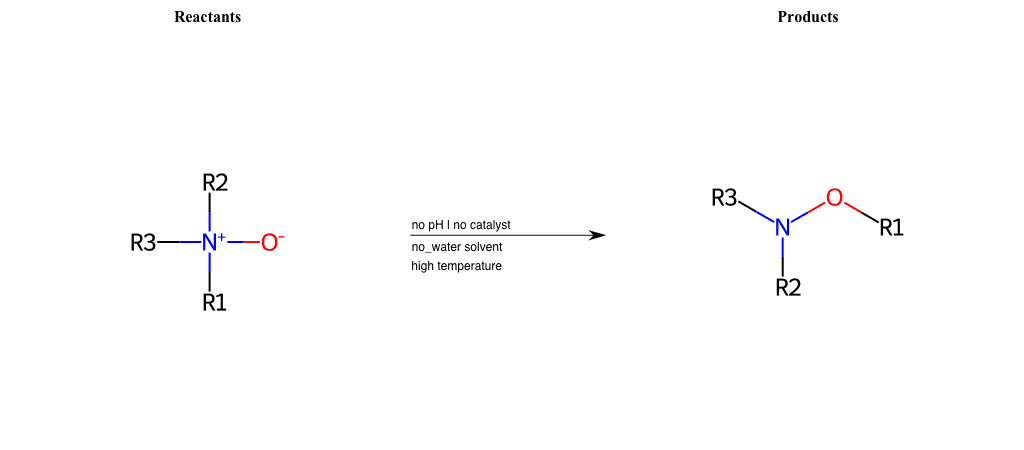 Reactants
Products
R2
R3 N+ O-
R1
no pH | no catalyst
no_water solvent
high temperature
R3 O
N R1
R2